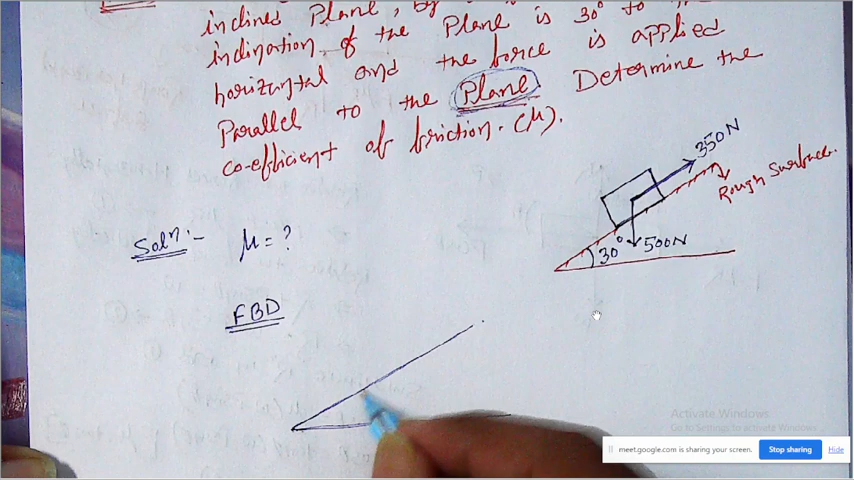 inclined Plane, by
indination of the Plane is 30° to
horizontal and the force is applied
Parallel to the Plane. Determine the
co-efficient of friction. (μ).
350N
Rough Surface.
30°
500N
Soln:-
μ = ?
FBD
Activate Windows
Go to Settings to activate Windows.
meet.google.com is sharing your screen.
Stop sharing
Hide